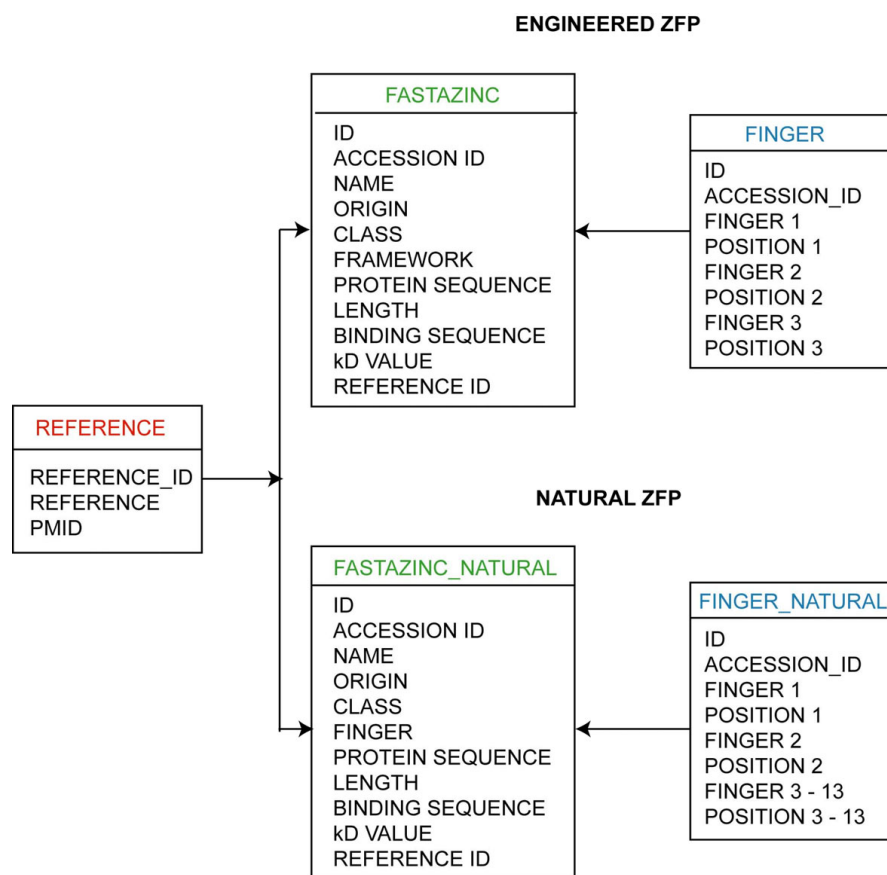 ENGINEERED ZFP
FASTAZINC
ID
ACCESSION ID
NAME
ORIGIN
CLASS
FRAMEWORK
PROTEIN SEQUENCE
LENGTH
BINDING SEQUENCE
kD VALUE
REFERENCE ID
FINGER
ID
ACCESSION_ID
FINGER 1
POSITION 1
FINGER 2
POSITION 2
FINGER 3
POSITION 3
REFERENCE
REFERENCE_ID
REFERENCE
PMID
NATURAL ZFP
FASTAZINC_NATURAL
ID
ACCESSION ID
NAME
ORIGIN
CLASS
FINGER
PROTEIN SEQUENCE
LENGTH
BINDING SEQUENCE
kD VALUE
REFERENCE ID
FINGER_NATURAL
ID
ACCESSION_ID
FINGER 1
POSITION 1
FINGER 2
POSITION 2
FINGER 3 - 13
POSITION 3 - 13